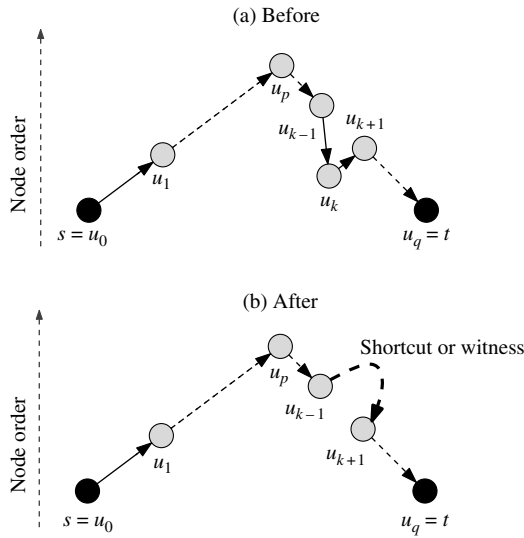 (a) Before
Node order
u_p
u_{k−1}
u_{k+1}
u_1
u_k
s = u_0
u_q = t
(b) After
Node order
Shortcut or witness
u_p
u_{k−1}
u_1
u_{k+1}
s = u_0
u_q = t